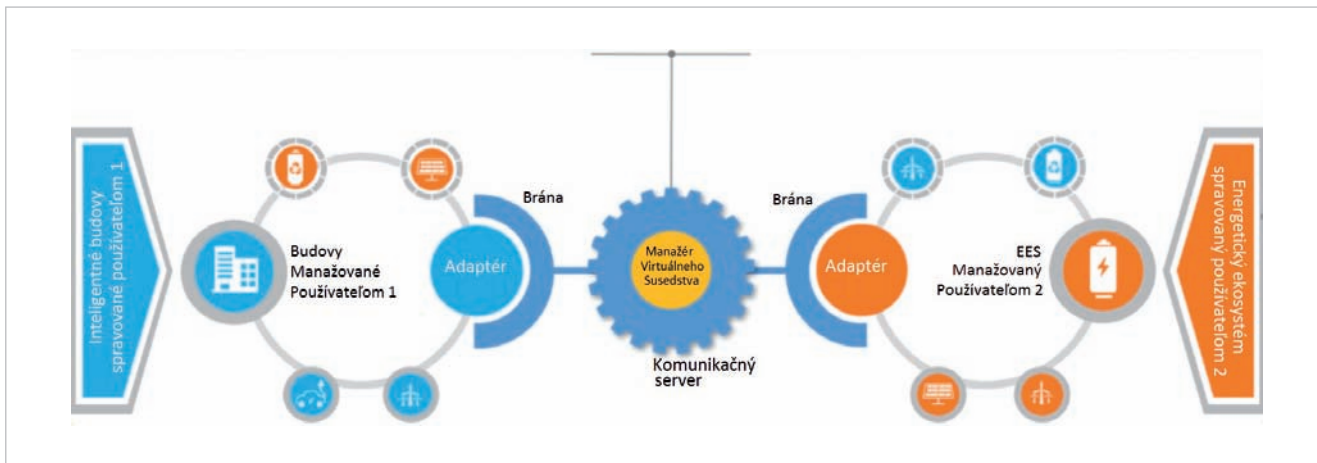 Inteligentné budovy
spravované používateľom 1
Budovy
Manažované
Používateľom 1
Adaptér
Brána
Manažér
Virtuálneho
Susedstva
Komunikačný
server
Brána
Adaptér
EES
Manažovaný
Používateľom 2
Energetický ekosystém
spravovaný používateľom 2